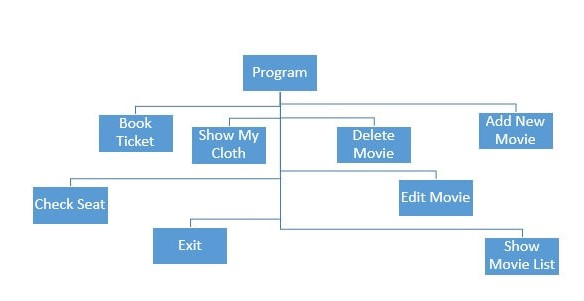 Program
Book
Ticket
Show My
Cloth
Delete
Movie
Add New
Movie
Check Seat
Edit Movie
Exit
Show
Movie List